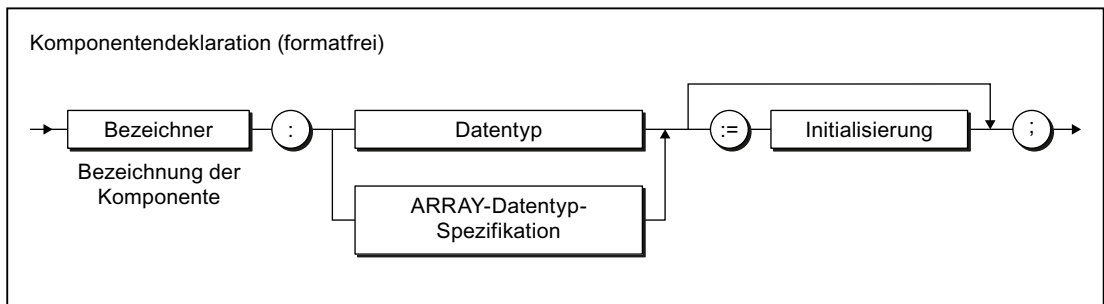 Komponentendeklaration (formatfrei)
Bezeichner
:
Datentyp
:=
Initialisierung
;
Bezeichnung der
Komponente
ARRAY-Datentyp-
Spezifikation